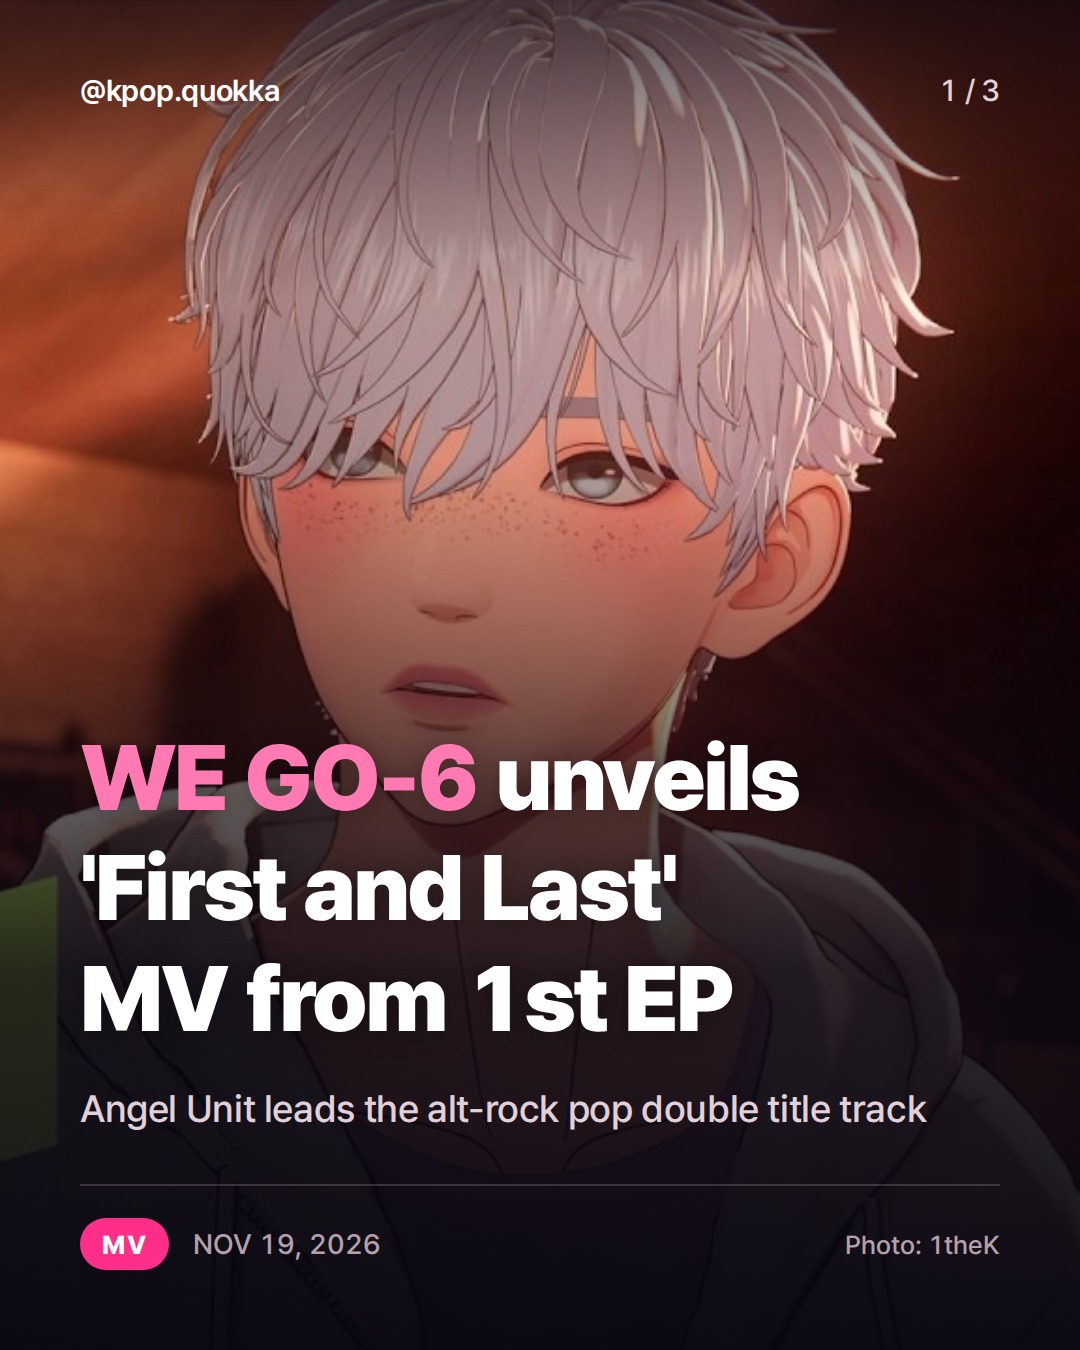 @kpop.quokka
1 / 3
WE GO-6 unveils
'First and Last'
MV from 1st EP
Angel Unit leads the alt-rock pop double title track
MV NOV 19, 2026
Photo: 1theK